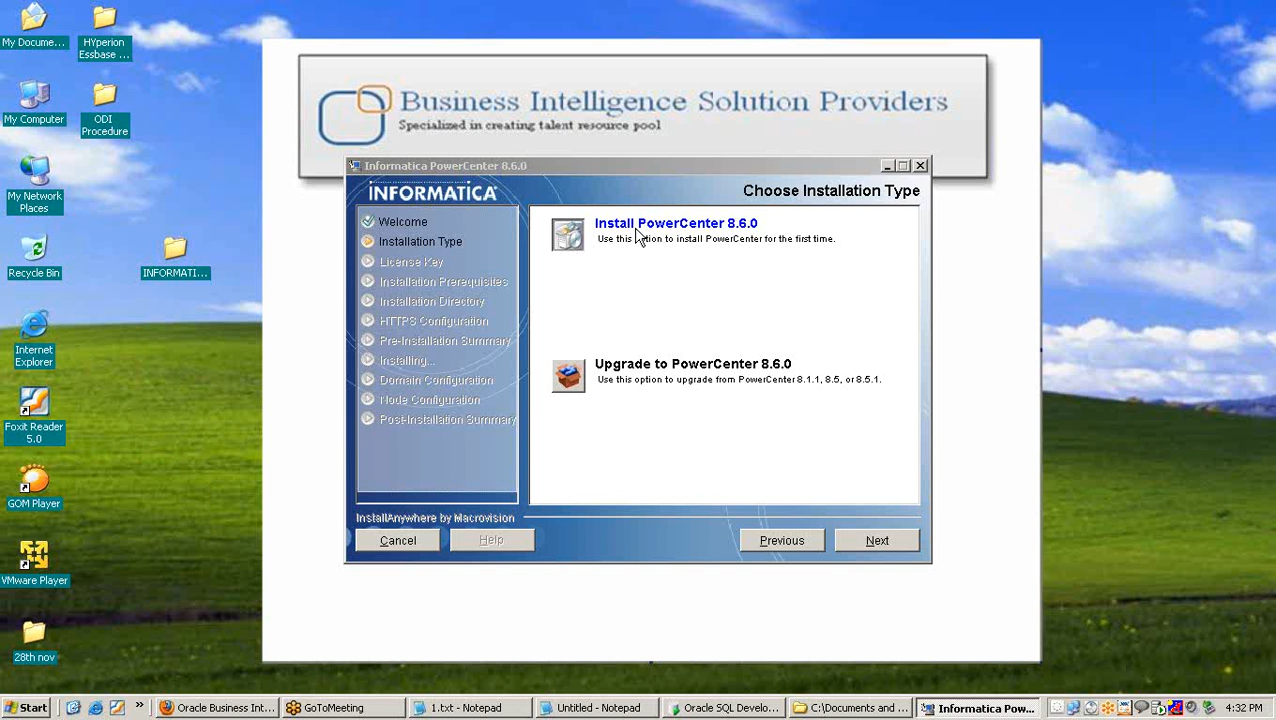 My Docume...
HYperion
Essbase ...
My Computer
ODI
Procedure
My Network
Places
Recycle Bin
INFORMATI...
Internet
Explorer
Foxit Reader
5.0
GOM Player
VMware Player
28th nov
Business Intelligence Solution Providers
Specialized in creating talent resource pool
Informatica PowerCenter 8.6.0
INFORMATICA
Choose Installation Type
Welcome
Installation Type
License Key
Installation Prerequisites
Installation Directory
HTTPS Configuration
Pre-Installation Summary
Installing...
Domain Configuration
Node Configuration
Post-Installation Summary
Install PowerCenter 8.6.0
Use this option to install PowerCenter for the first time.
Upgrade to PowerCenter 8.6.0
Use this option to upgrade from PowerCenter 8.1.1, 8.5, or 8.5.1.
InstallAnywhere by Macrovision
Cancel
Help
Previous
Next
Start
»
Oracle Business Int...
GoToMeeting
1.txt - Notepad
Untitled - Notepad
Oracle SQL Develo...
C:\Documents and ...
Informatica Pow...
4:32 PM